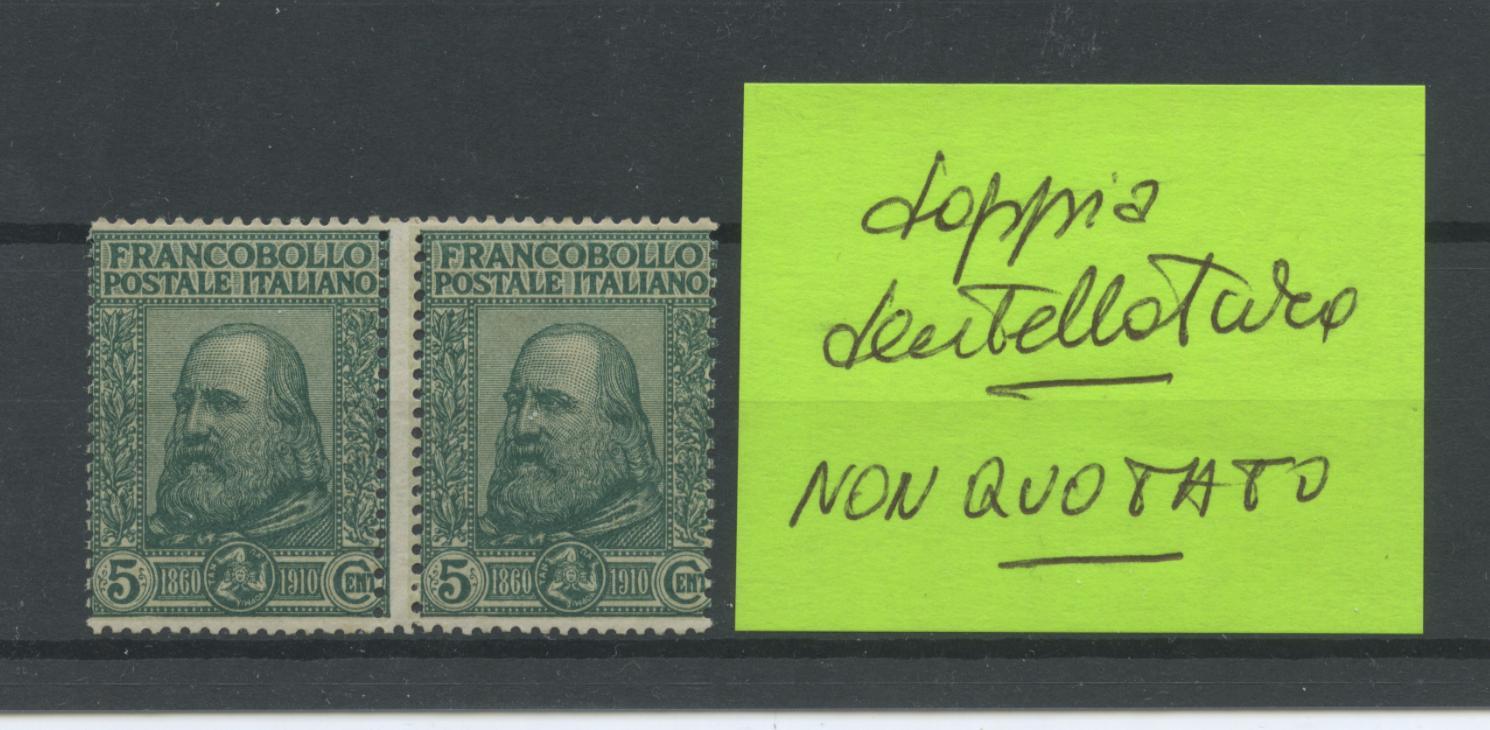 FRANCOBOLLO
POSTALE ITALIANO
5 1860 1910 CENT
FRANCOBOLLO
POSTALE ITALIANO
5 1860 1910 CENT
doppia
dentellatura
NON QUOTATO